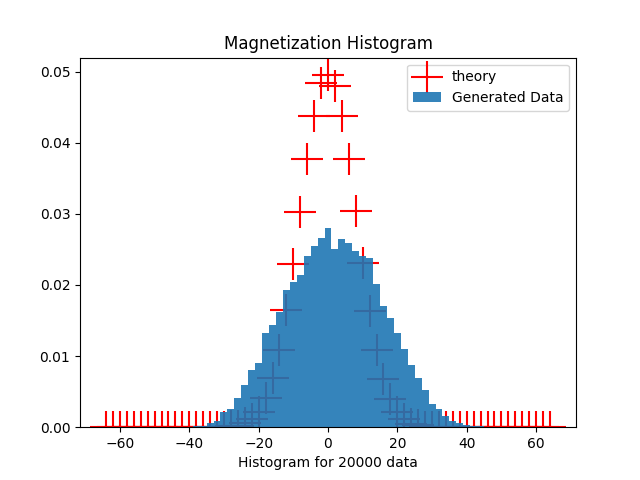 Magnetization Histogram
theory
Generated Data
0.05
0.04
0.03
0.02
0.01
0.00
−60 −40 −20 0 20 40 60
Histogram for 20000 data